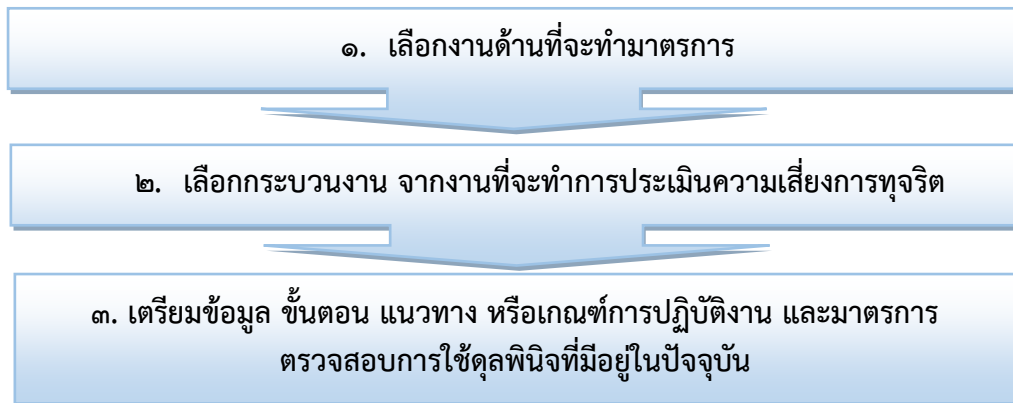 ๑. เลือกงานด้านที่จะทำมาตรการ
๒. เลือกกระบวนงาน จากงานที่จะทำการประเมินความเสี่ยงการทุจริต
๓. เตรียมข้อมูล ขั้นตอน แนวทาง หรือเกณฑ์การปฏิบัติงาน และมาตรการ
ตรวจสอบการใช้ดุลพินิจที่มีอยู่ในปัจจุบัน